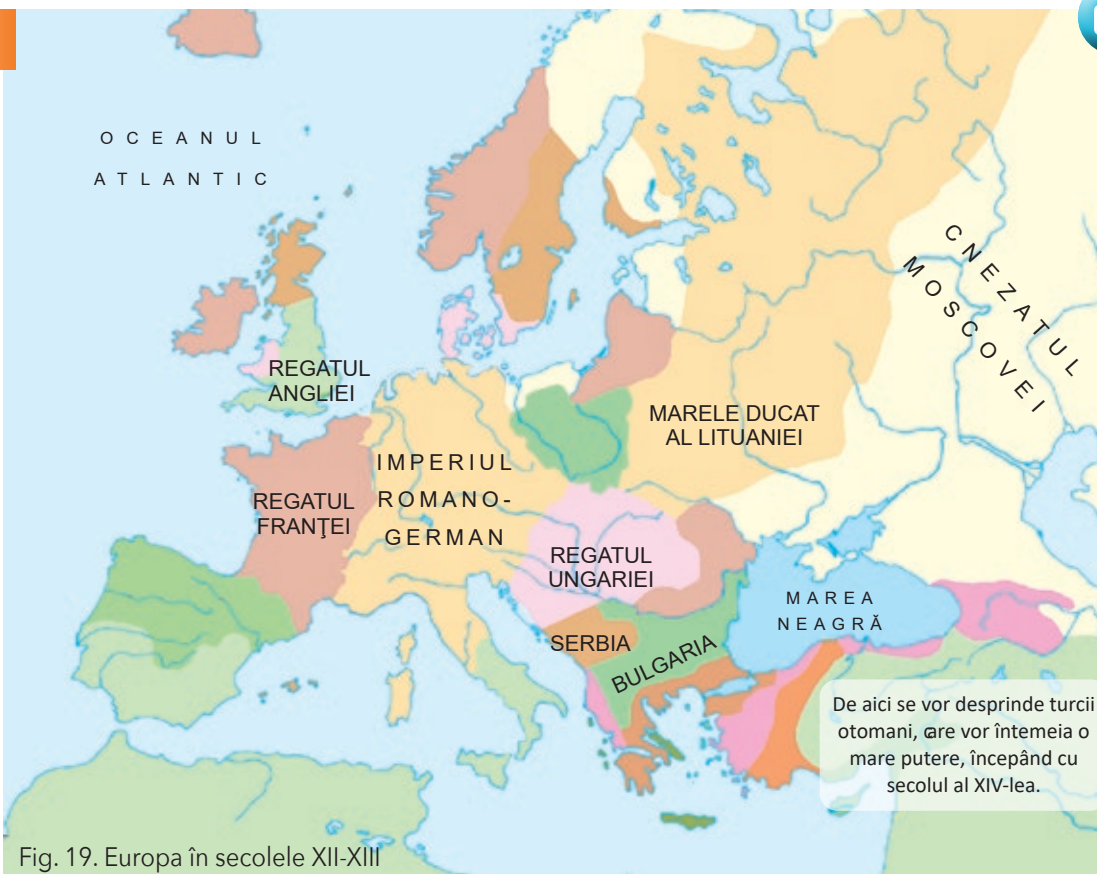 OCEANUL
ATLANTIC
CNEZATUL
MOSCOVEI
REGATUL
ANGLIEI
MARELE DUCAT
AL LITUANIEI
IMPERIUL
ROMANO-
GERMAN
REGATUL
FRANŢEI
REGATUL
UNGARIEI
MAREA
NEAGRĂ
SERBIA
BULGARIA
De aici se vor desprinde turcii
otomani, care vor întemeia o
mare putere, începând cu
secolul al XIV-lea.
Fig. 19. Europa în secolele XII-XIII